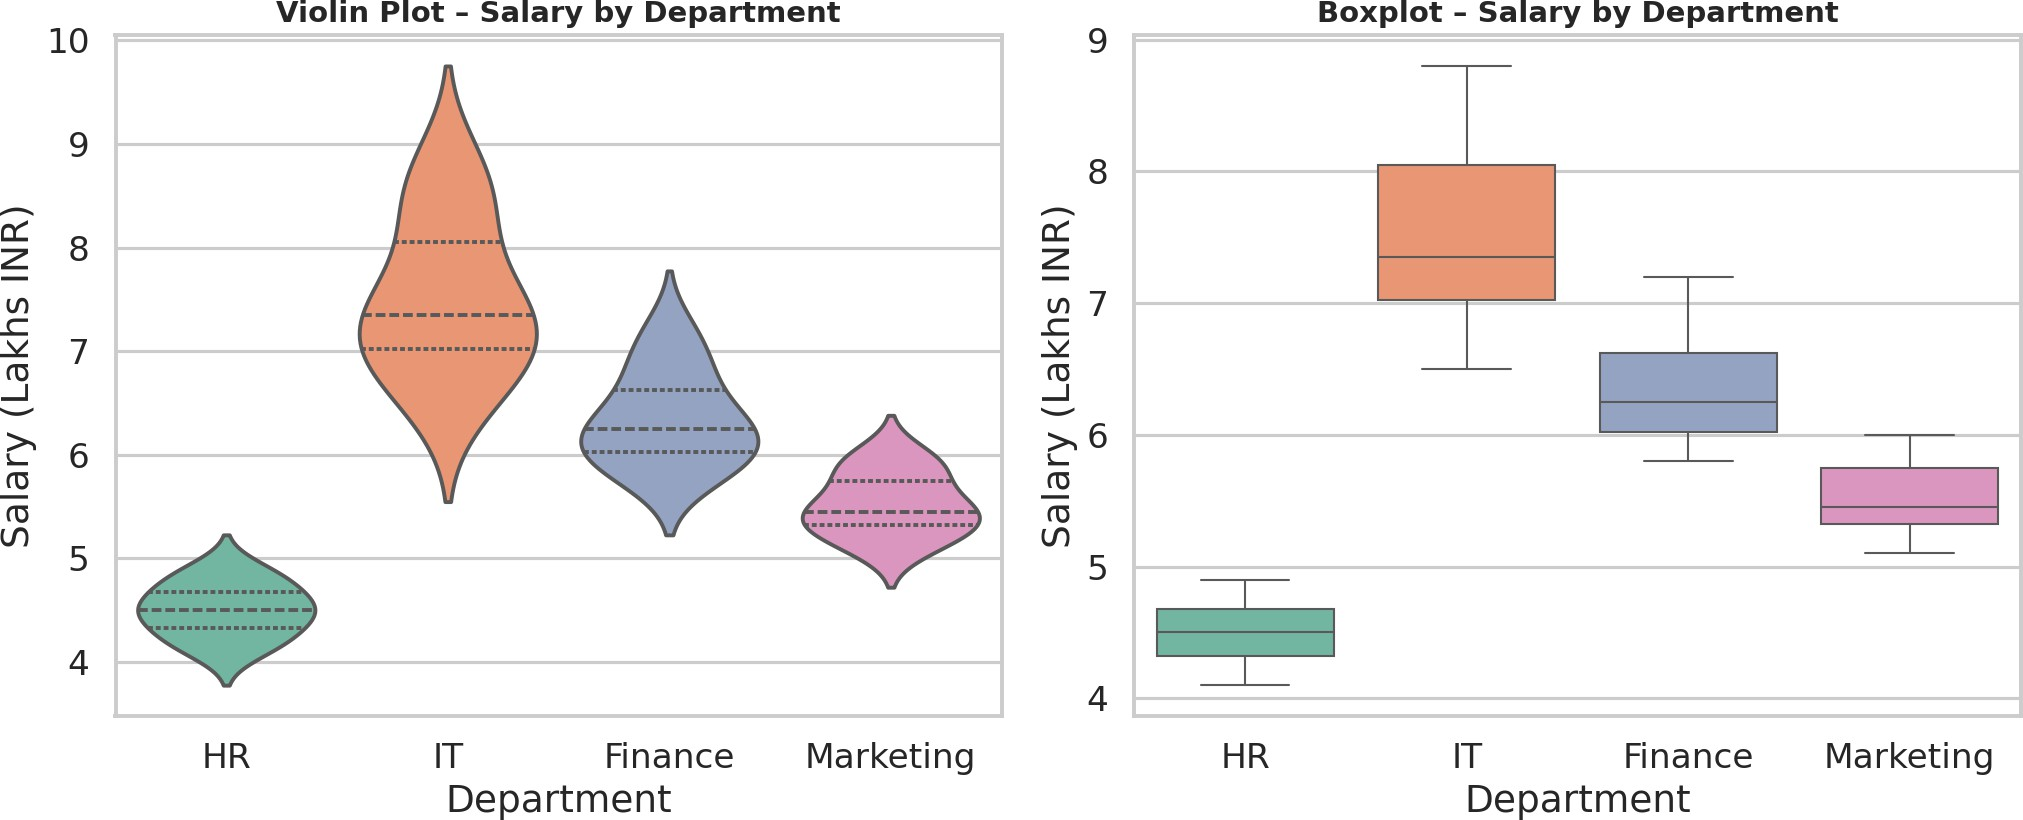 Violin Plot – Salary by Department
10
9
8
7
6
5
4
Salary (Lakhs INR)
HR IT Finance Marketing
Department
Boxplot – Salary by Department
9
8
7
6
5
4
Salary (Lakhs INR)
HR IT Finance Marketing
Department